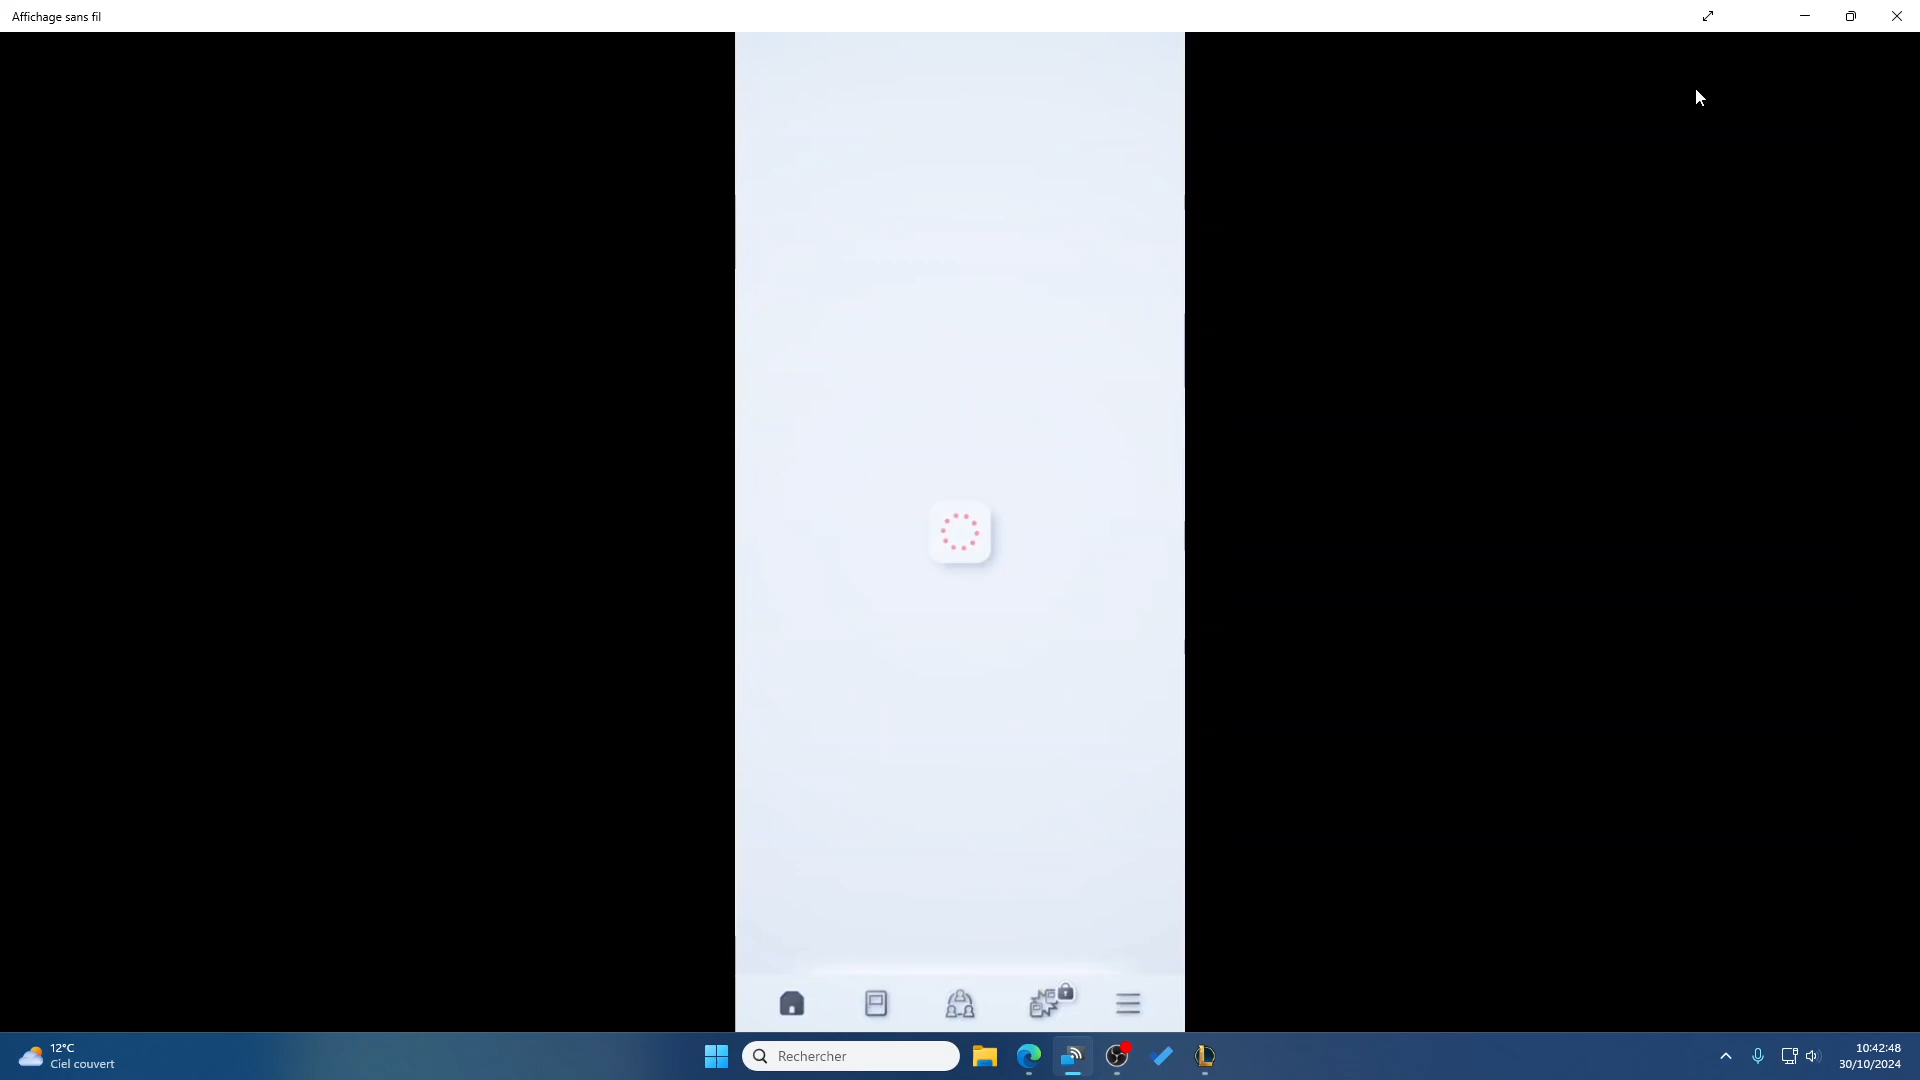 Affichage sans fil
12°C
Ciel couvert
Rechercher
10:42:48
30/10/2024